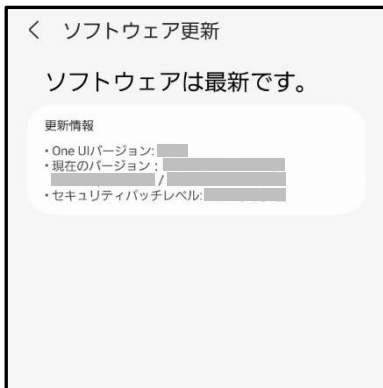 ソフトウェア更新
ソフトウェアは最新です。
更新情報
・One UIバージョン:
・現在のバージョン：
/
・セキュリティパッチレベル: